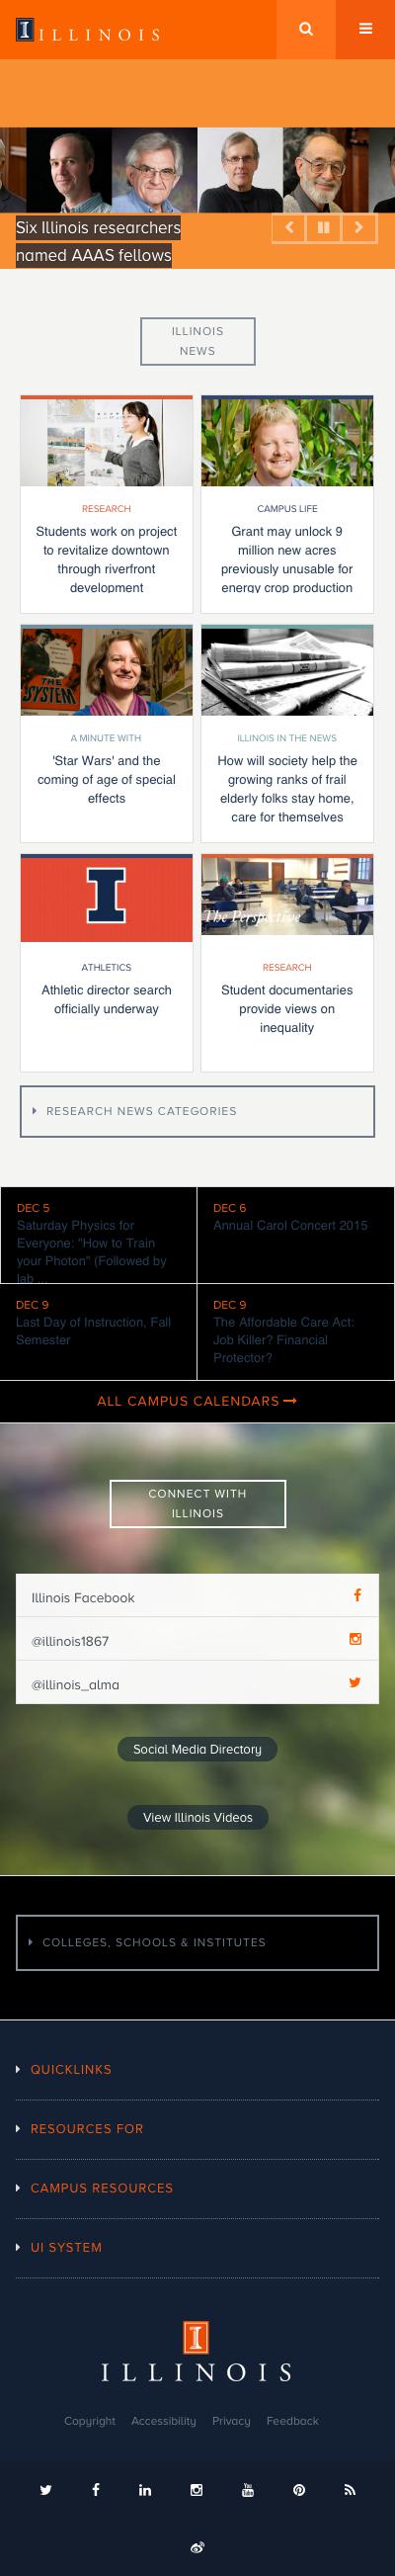 I ILLINOIS
Six Illinois researchers
named AAAS fellows
ILLINOIS
NEWS
RESEARCH
Students work on project
to revitalize downtown
through riverfront
development
CAMPUS LIFE
Grant may unlock 9
million new acres
previously unusable for
energy crop production
THE
SYSTEM
A MINUTE WITH
'Star Wars' and the
coming of age of special
effects
ILLINOIS IN THE NEWS
How will society help the
growing ranks of frail
elderly folks stay home,
care for themselves
I
ATHLETICS
Athletic director search
officially underway
The Perspective
RESEARCH
Student documentaries
provide views on
inequality
RESEARCH NEWS CATEGORIES
DEC 5
Saturday Physics for
Everyone: "How to Train
your Photon" (Followed by
lab ...
DEC 6
Annual Carol Concert 2015
DEC 9
Last Day of Instruction, Fall
Semester
DEC 9
The Affordable Care Act:
Job Killer? Financial
Protector?
ALL CAMPUS CALENDARS
CONNECT WITH
ILLINOIS
Illinois Facebook
@illinois1867
@illinois_alma
Social Media Directory
View Illinois Videos
COLLEGES, SCHOOLS & INSTITUTES
QUICKLINKS
RESOURCES FOR
CAMPUS RESOURCES
UI SYSTEM
I
ILLINOIS
Copyright Accessibility Privacy Feedback